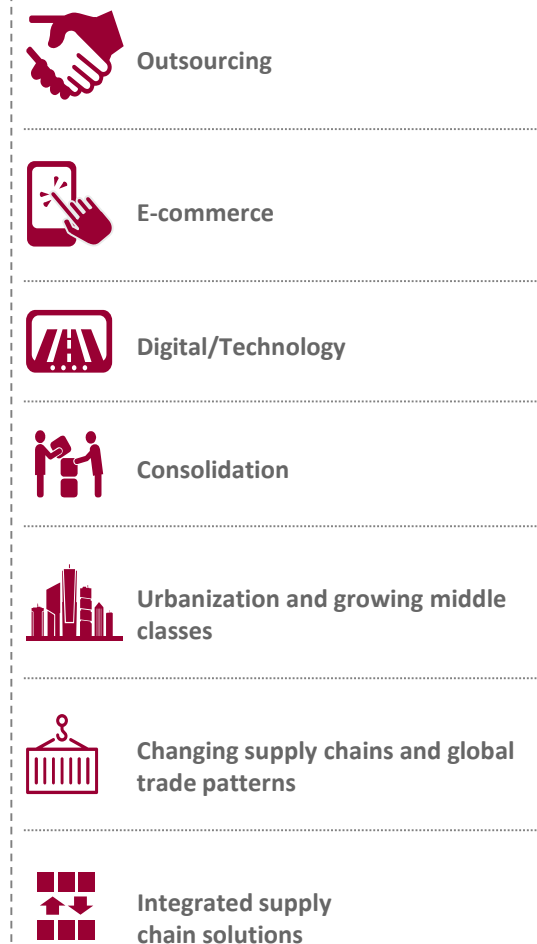 Outsourcing
E-commerce
Digital/Technology
Consolidation
Urbanization and growing middle
classes
Changing supply chains and global
trade patterns
Integrated supply
chain solutions